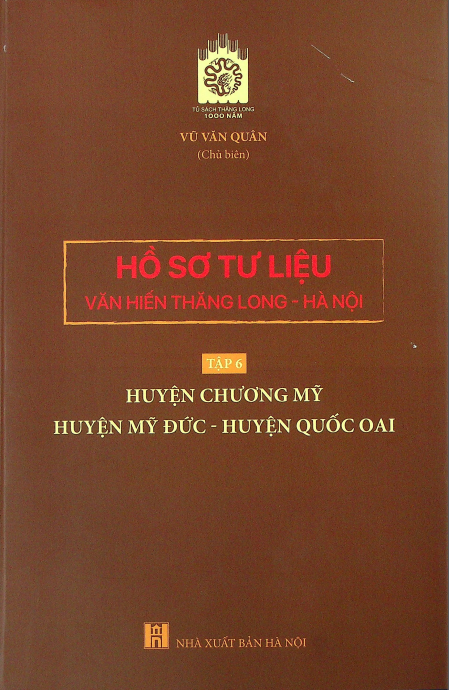 TỦ SÁCH THĂNG LONG
1000 NĂM
VŨ VĂN QUÂN
(Chủ biên)
HỒ SƠ TƯ LIỆU
VĂN HIẾN THĂNG LONG - HÀ NỘI
TẬP 6
HUYỆN CHƯƠNG MỸ
HUYỆN MỸ ĐỨC - HUYỆN QUỐC OAI
NHÀ XUẤT BẢN HÀ NỘI